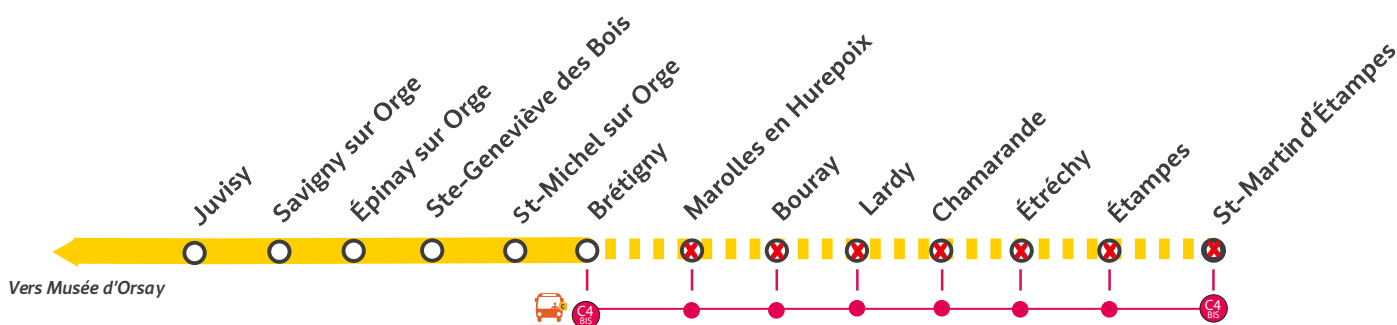 Juvisy
Savigny sur Orge
Épinay sur Orge
Ste-Geneviève des Bois
St-Michel sur Orge
Brétigny
Marolles en Hurepoix
Bouray
Lardy
Chamarande
Étréchy
Étampes
St-Martin d'Étampes
Vers Musée d'Orsay
C
C4
BIS
C4
BIS